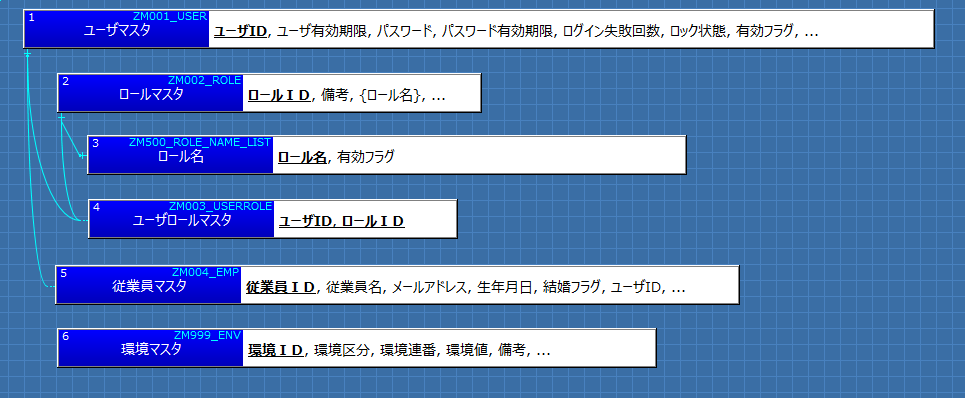 1 ZM001_USER
ユーザマスタ ユーザID, ユーザ有効期限, パスワード, パスワード有効期限, ログイン失敗回数, ロック状態, 有効フラグ, ...
2 ZM002_ROLE
ロールマスタ ロールＩＤ, 備考, {ロール名}, ...
3 ZM500_ROLE_NAME_LIST
ロール名 ロール名, 有効フラグ
4 ZM003_USERROLE
ユーザロールマスタ ユーザID, ロールＩＤ
5 ZM004_EMP
従業員マスタ 従業員ＩＤ, 従業員名, メールアドレス, 生年月日, 結婚フラグ, ユーザID, ...
6 ZM999_ENV
環境マスタ 環境ＩＤ, 環境区分, 環境連番, 環境値, 備考, ...